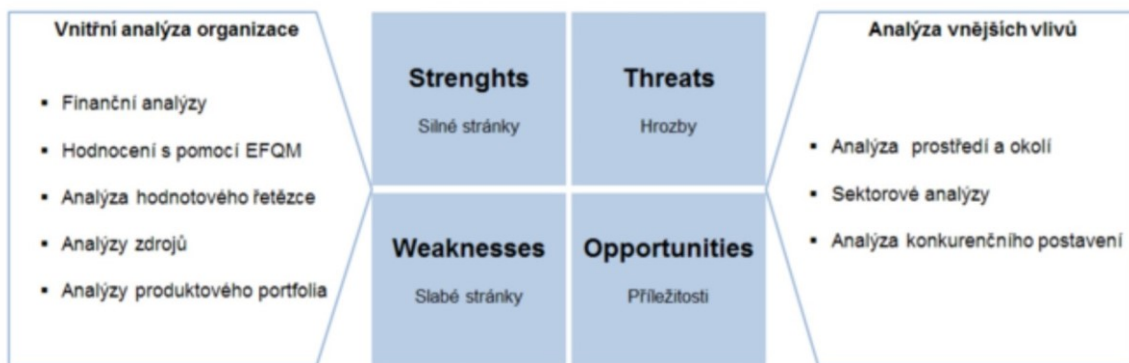 Vnitřní analýza organizace
▪ Finanční analýzy
▪ Hodnocení s pomocí EFQM
▪ Analýza hodnotového řetězce
▪ Analýzy zdrojů
▪ Analýzy produktového portfolia
Strenghts
Silné stránky
Threats
Hrozby
Weaknesses
Slabé stránky
Opportunities
Příležitosti
Analýza vnějších vlivů
▪ Analýza prostředí a okolí
▪ Sektorové analýzy
▪ Analýza konkurenčního postavení